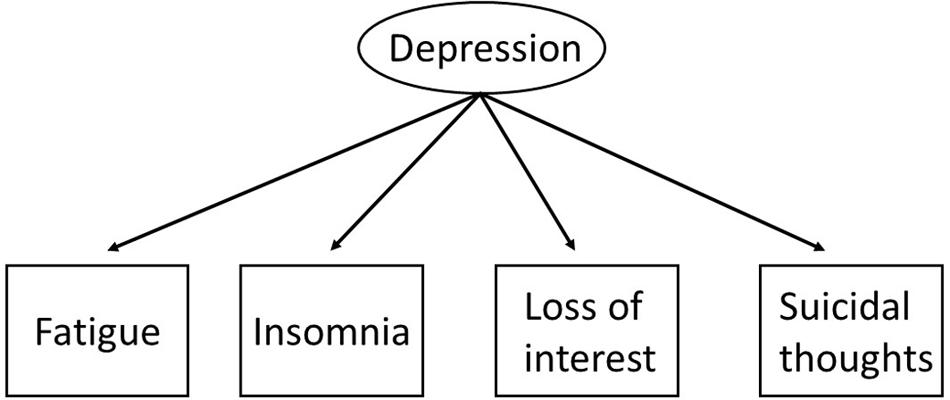 Depression
Fatigue
Insomnia
Loss of
interest
Suicidal
thoughts